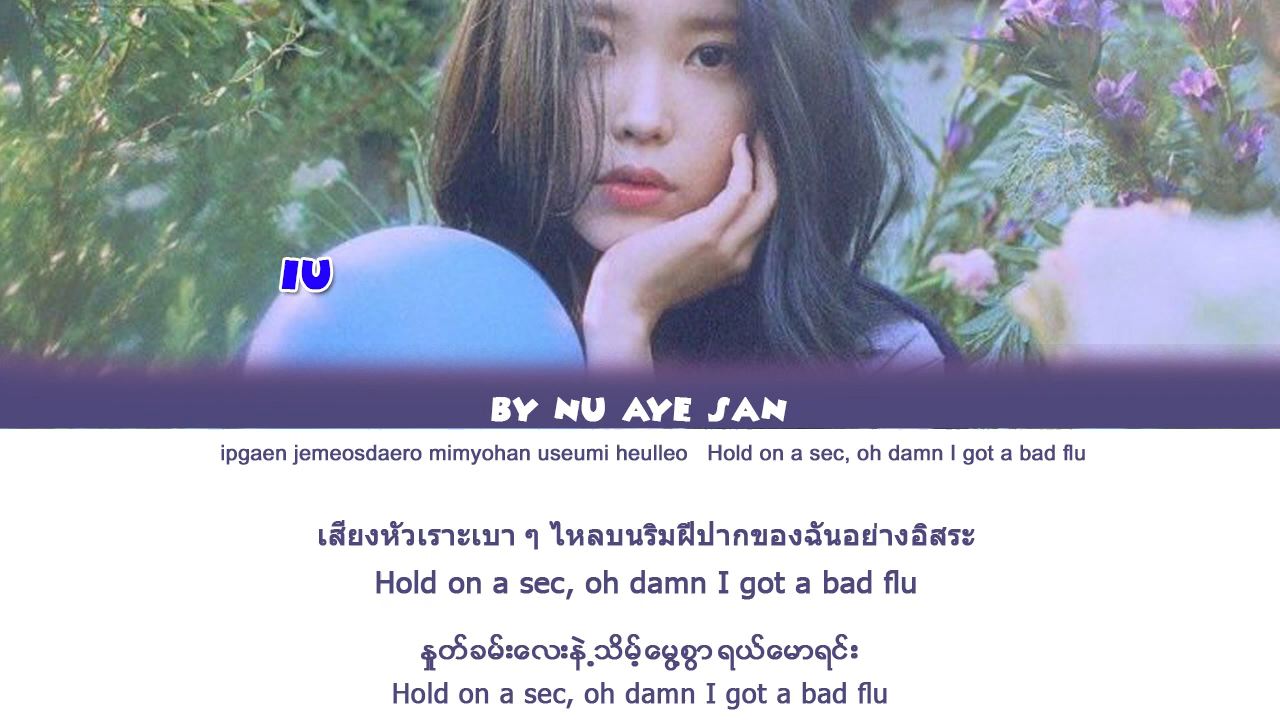 IU
BY NU AYE SAN
ipgaen jemeosdaero mimyohan useumi heulleo Hold on a sec, oh damn I got a bad flu
เสียงหัวเราะเบา ๆ ไหลบนริมฝีปากของฉันอย่างอิสระ
Hold on a sec, oh damn I got a bad flu
နှုတ်ခမ်းလေးနဲ့သိမ့်မွေ့စွာ ရယ်မောရင်း
Hold on a sec, oh damn I got a bad flu